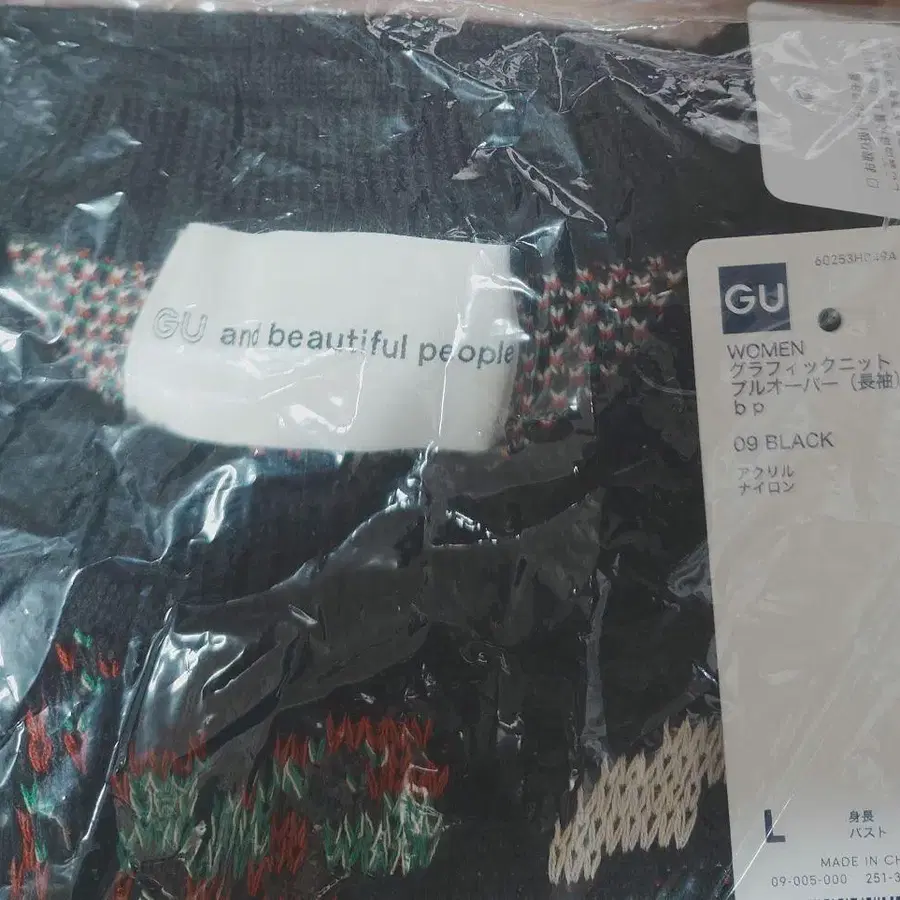 GU and beautiful people
60253H049A
GU
WOMEN
グラフィックニット
プルオーバー（長袖）
bp
09 BLACK
アクリル
ナイロン
L
身長
バスト
MADE IN CH
09-005-000 251-3